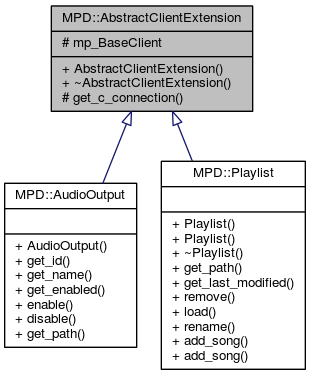 MPD::AbstractClientExtension
# mp_BaseClient
+ AbstractClientExtension()
+ ~AbstractClientExtension()
# get_c_connection()
MPD::AudioOutput
+ AudioOutput()
+ get_id()
+ get_name()
+ get_enabled()
+ enable()
+ disable()
+ get_path()
MPD::Playlist
+ Playlist()
+ Playlist()
+ ~Playlist()
+ get_path()
+ get_last_modified()
+ remove()
+ load()
+ rename()
+ add_song()
+ add_song()